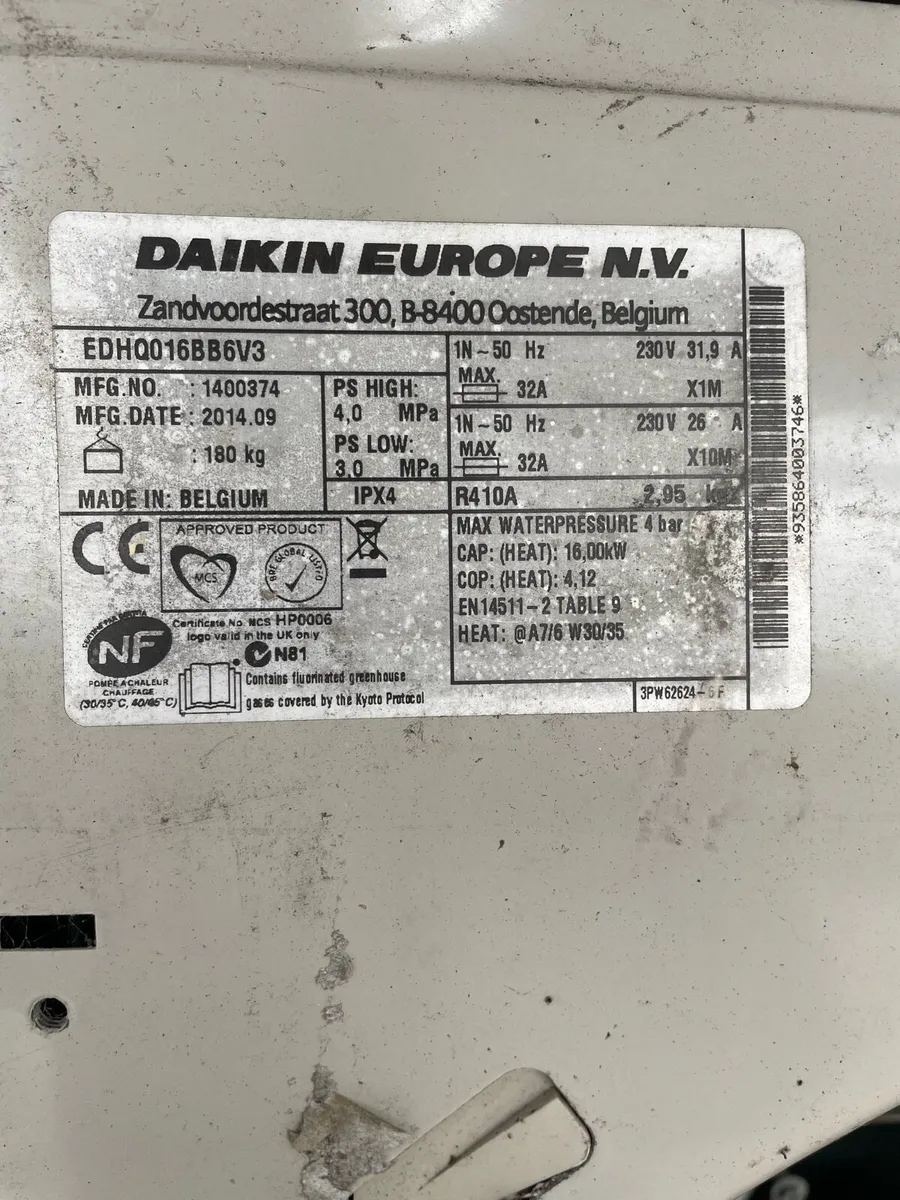 DAIKIN EUROPE N.V.
Zandvoordestraat 300, B-8400 Oostende, Belgium
EDHQ016BB6V3
MFG.NO. : 1400374
MFG.DATE : 2014.09
: 180 kg
MADE IN: BELGIUM
PS HIGH:
4,0 MPa
PS LOW:
3,0 MPa
IPX4
1N~50 Hz 230V 31,9 A
MAX. 32A X1M
1N~50 Hz 230V 26 A
MAX. 32A X10M
R410A 2,95 kg
MAX WATERPRESSURE 4 bar
CAP: (HEAT): 16,00kW
COP: (HEAT): 4,12
EN14511-2 TABLE 9
HEAT: @A7/6 W30/35
CE
APPROVED PRODUCT
MCS
BRE GLOBAL LISTED
Certificate No. MCS HP0006
logo valid in the UK only
NF
POMPE A CHALEUR
CHAUFFAGE
(30/35°C, 40/45°C)
N81
Contains fluorinated greenhouse
gases covered by the Kyoto Protocol
3PW62624-6F
*9358640037 46*